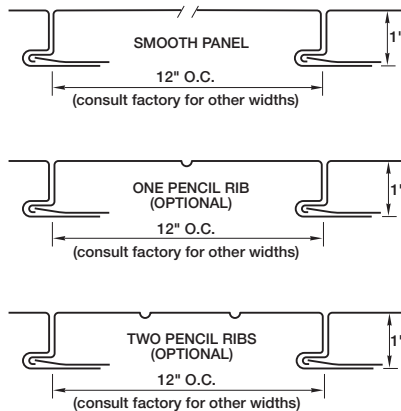 SMOOTH PANEL
1"
12" O.C.
(consult factory for other widths)
ONE PENCIL RIB
(OPTIONAL)
1"
12" O.C.
(consult factory for other widths)
TWO PENCIL RIBS
(OPTIONAL)
1"
12" O.C.
(consult factory for other widths)